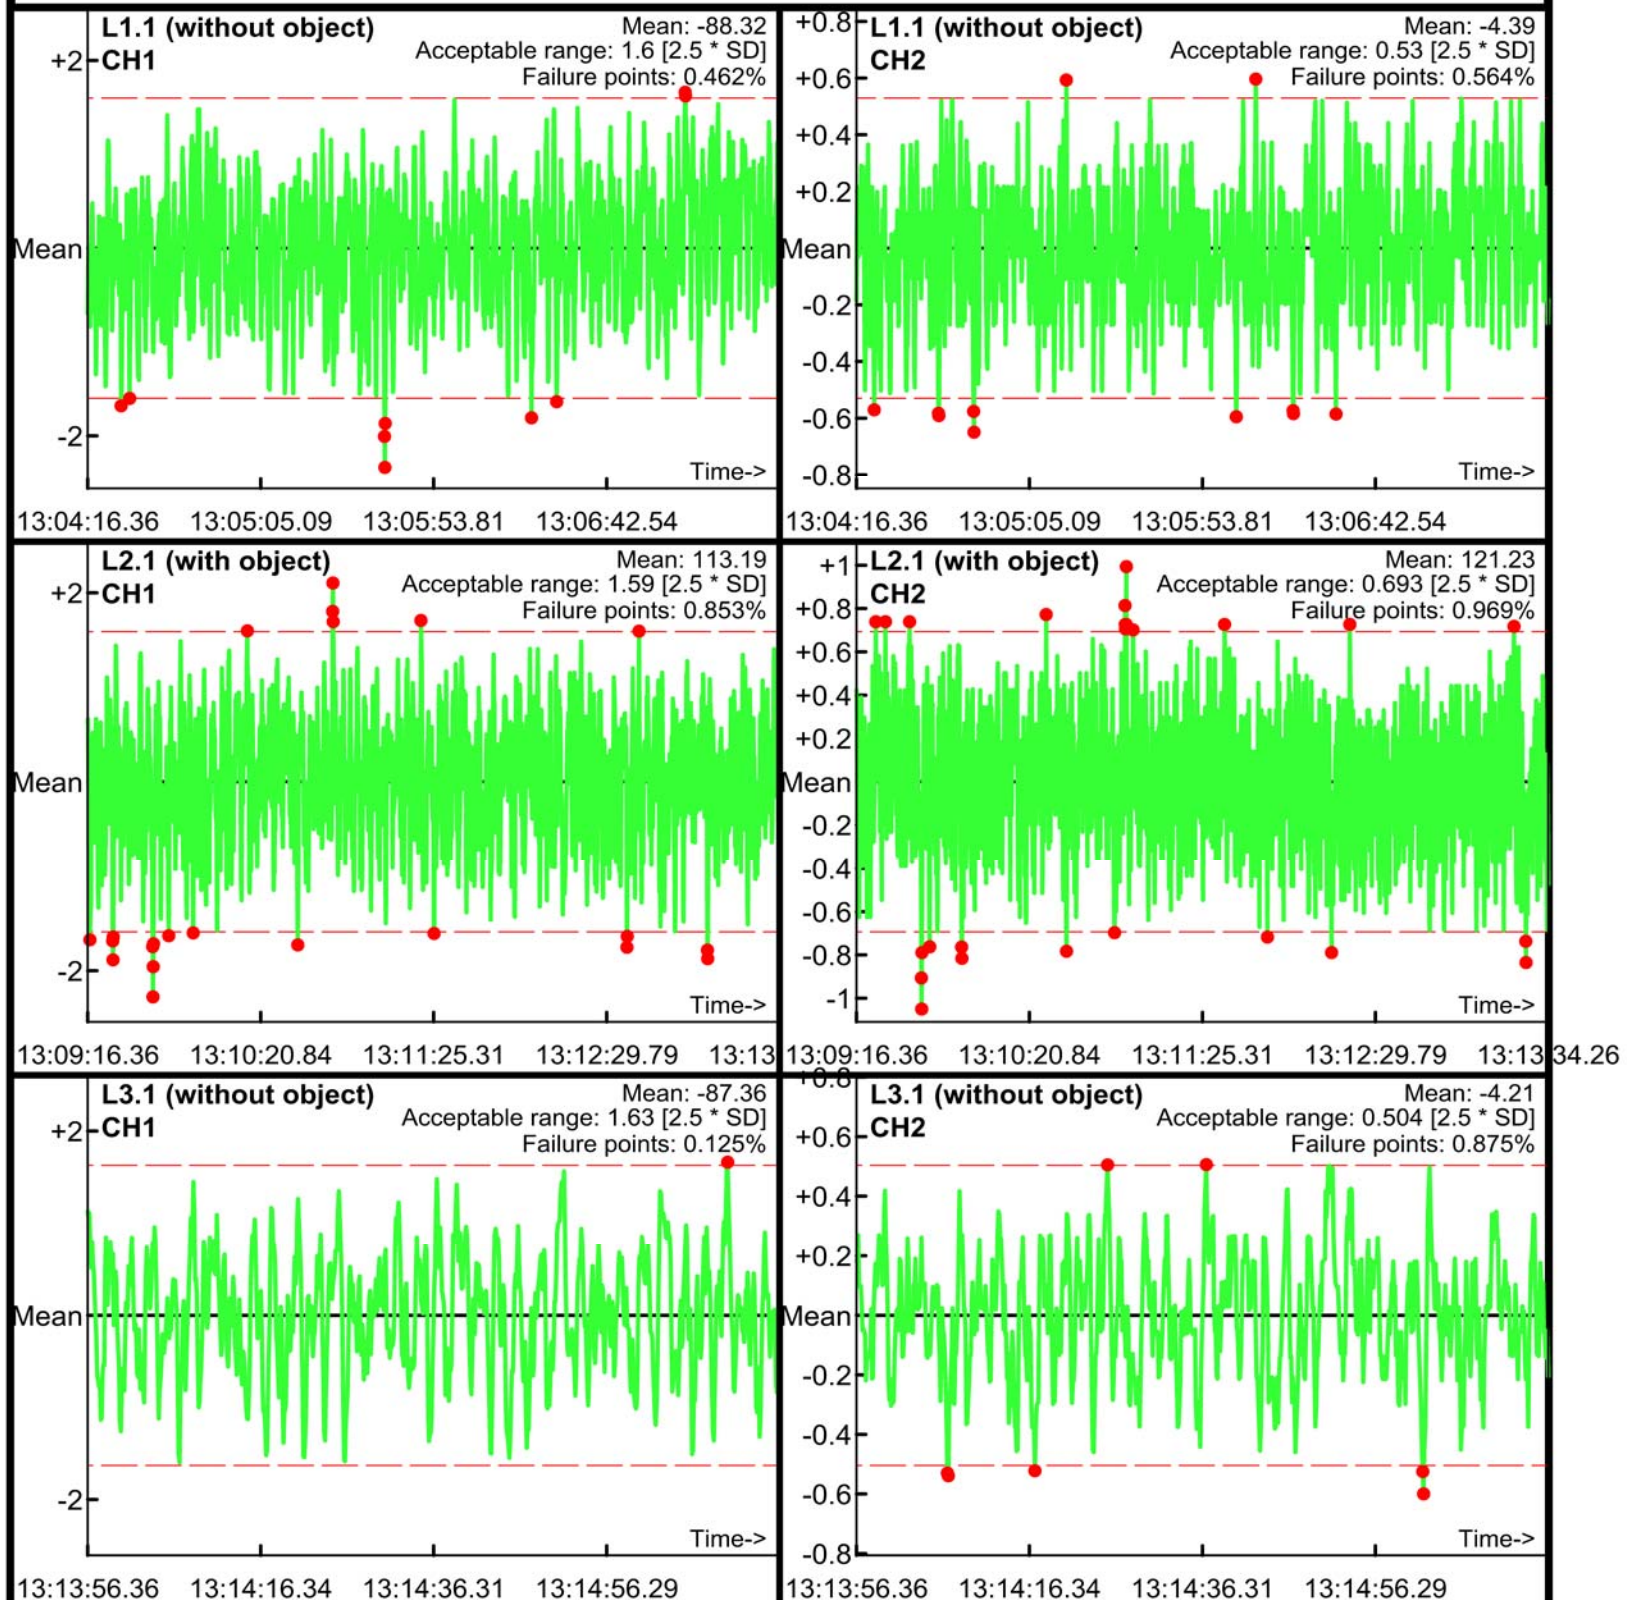 L1.1 (without object)
CH1
Mean: -88.32
Acceptable range: 1.6 [2.5 * SD]
Failure points: 0.462%
+2
Mean
-2
Time->
13:04:16.36 13:05:05.09 13:05:53.81 13:06:42.54
L1.1 (without object)
CH2
Mean: -4.39
Acceptable range: 0.53 [2.5 * SD]
Failure points: 0.564%
+0.8
+0.6
+0.4
+0.2
Mean
-0.2
-0.4
-0.6
-0.8
Time->
13:04:16.36 13:05:05.09 13:05:53.81 13:06:42.54
L2.1 (with object)
CH1
Mean: 113.19
Acceptable range: 1.59 [2.5 * SD]
Failure points: 0.853%
+2
Mean
-2
Time->
13:09:16.36 13:10:20.84 13:11:25.31 13:12:29.79 13:13
L2.1 (with object)
CH2
Mean: 121.23
Acceptable range: 0.693 [2.5 * SD]
Failure points: 0.969%
+1
+0.8
+0.6
+0.4
+0.2
Mean
-0.2
-0.4
-0.6
-0.8
-1
Time->
13:09:16.36 13:10:20.84 13:11:25.31 13:12:29.79 13:13:34.26
L3.1 (without object)
CH1
Mean: -87.36
Acceptable range: 1.63 [2.5 * SD]
Failure points: 0.125%
+2
Mean
-2
Time->
13:13:56.36 13:14:16.34 13:14:36.31 13:14:56.29
L3.1 (without object)
CH2
Mean: -4.21
Acceptable range: 0.504 [2.5 * SD]
Failure points: 0.875%
+0.8
+0.6
+0.4
+0.2
Mean
-0.2
-0.4
-0.6
-0.8
Time->
13:13:56.36 13:14:16.34 13:14:36.31 13:14:56.29